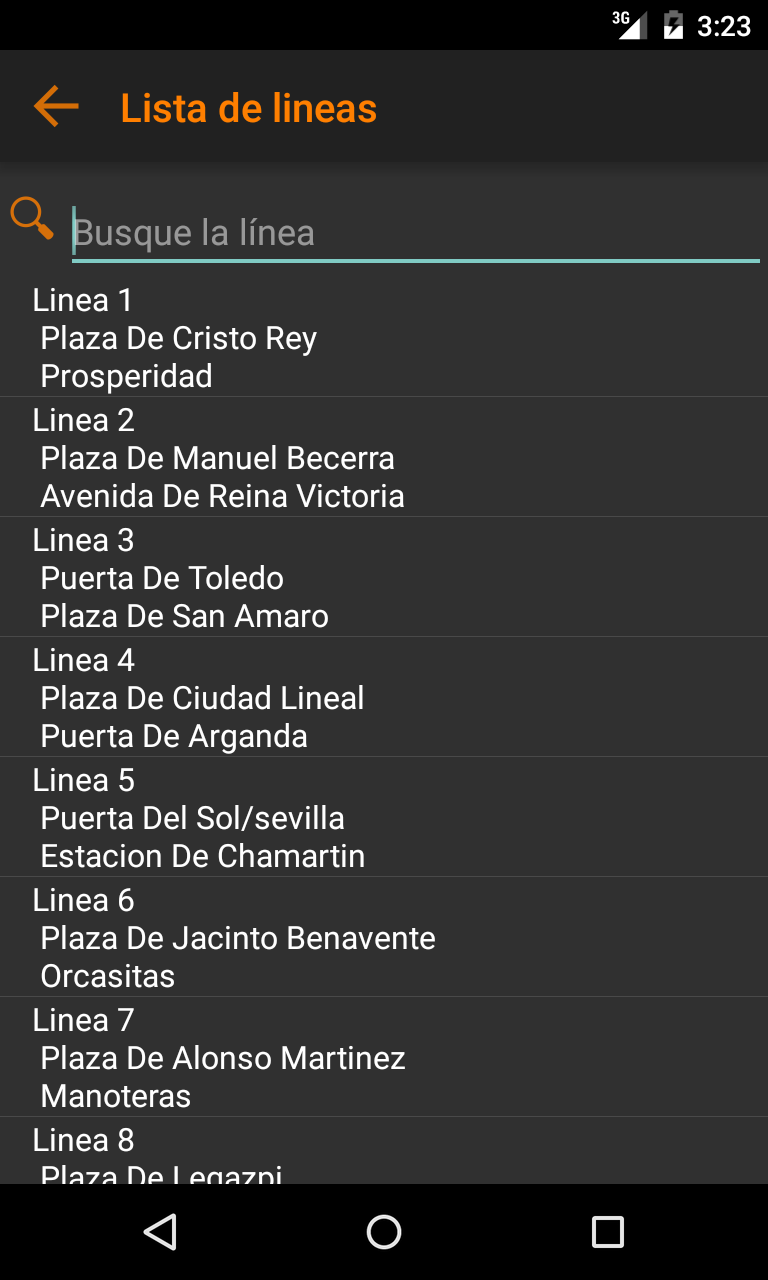 3G 3:23
Lista de lineas
Busque la línea
Linea 1
Plaza De Cristo Rey
Prosperidad
Linea 2
Plaza De Manuel Becerra
Avenida De Reina Victoria
Linea 3
Puerta De Toledo
Plaza De San Amaro
Linea 4
Plaza De Ciudad Lineal
Puerta De Arganda
Linea 5
Puerta Del Sol/sevilla
Estacion De Chamartin
Linea 6
Plaza De Jacinto Benavente
Orcasitas
Linea 7
Plaza De Alonso Martinez
Manoteras
Linea 8
Plaza De Legazpi